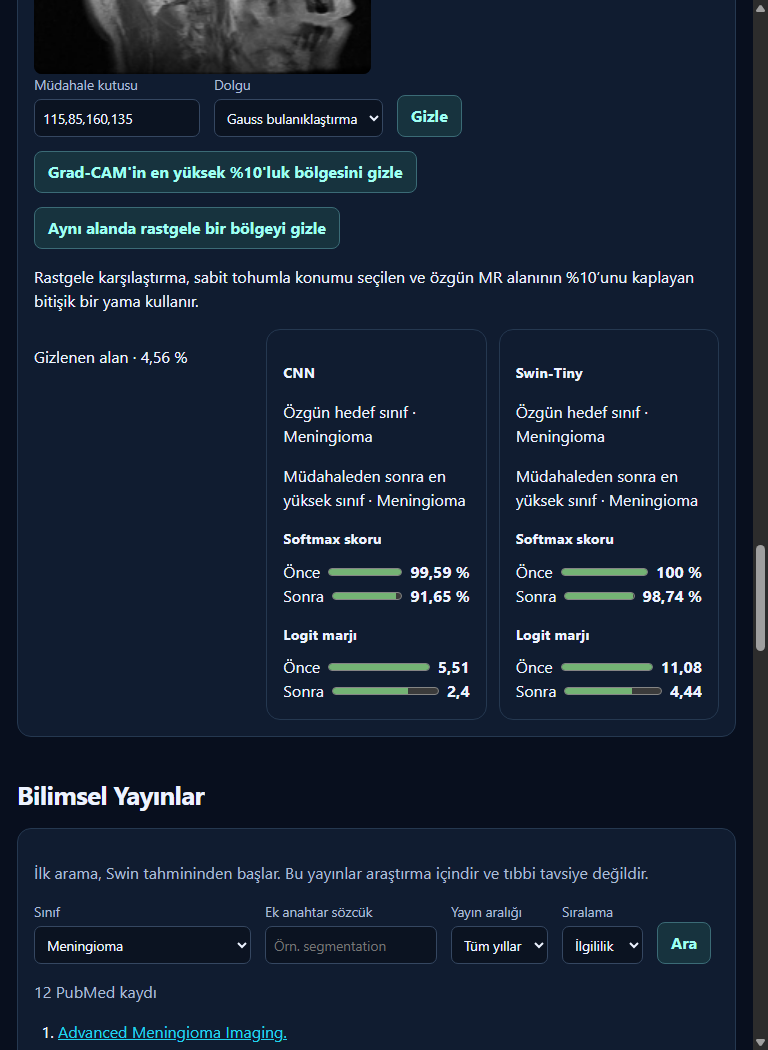 Müdahale kutusu
Dolgu
115,85,160,135
Gauss bulanıklaştırma
Gizle
Grad-CAM'in en yüksek %10'luk bölgesini gizle
Aynı alanda rastgele bir bölgeyi gizle
Rastgele karşılaştırma, sabit tohumla konumu seçilen ve özgün MR alanının %10’unu kaplayan
bitişik bir yama kullanır.
Gizlenen alan · 4,56 %
CNN
Özgün hedef sınıf ·
Meningioma
Müdahaleden sonra en
yüksek sınıf · Meningioma
Softmax skoru
Önce 99,59 %
Sonra 91,65 %
Logit marjı
Önce 5,51
Sonra 2,4
Swin-Tiny
Özgün hedef sınıf ·
Meningioma
Müdahaleden sonra en
yüksek sınıf · Meningioma
Softmax skoru
Önce 100 %
Sonra 98,74 %
Logit marjı
Önce 11,08
Sonra 4,44
Bilimsel Yayınlar
İlk arama, Swin tahmininden başlar. Bu yayınlar araştırma içindir ve tıbbi tavsiye değildir.
Sınıf
Ek anahtar sözcük
Yayın aralığı
Sıralama
Meningioma
Örn. segmentation
Tüm yıllar
İlgililik
Ara
12 PubMed kaydı
1. Advanced Meningioma Imaging.